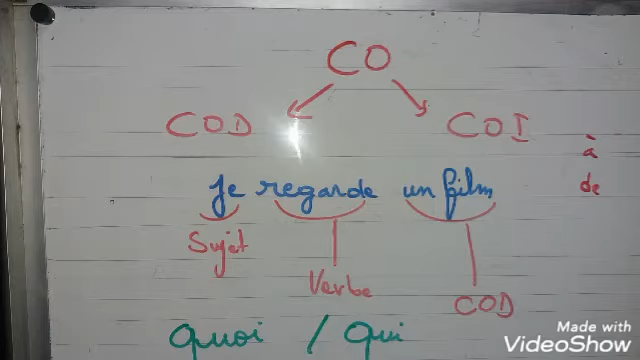 CO
COD COI
à
de
Je regarde un film
Sujet
Verbe
COD
quoi / qui
Made with
VideoShow